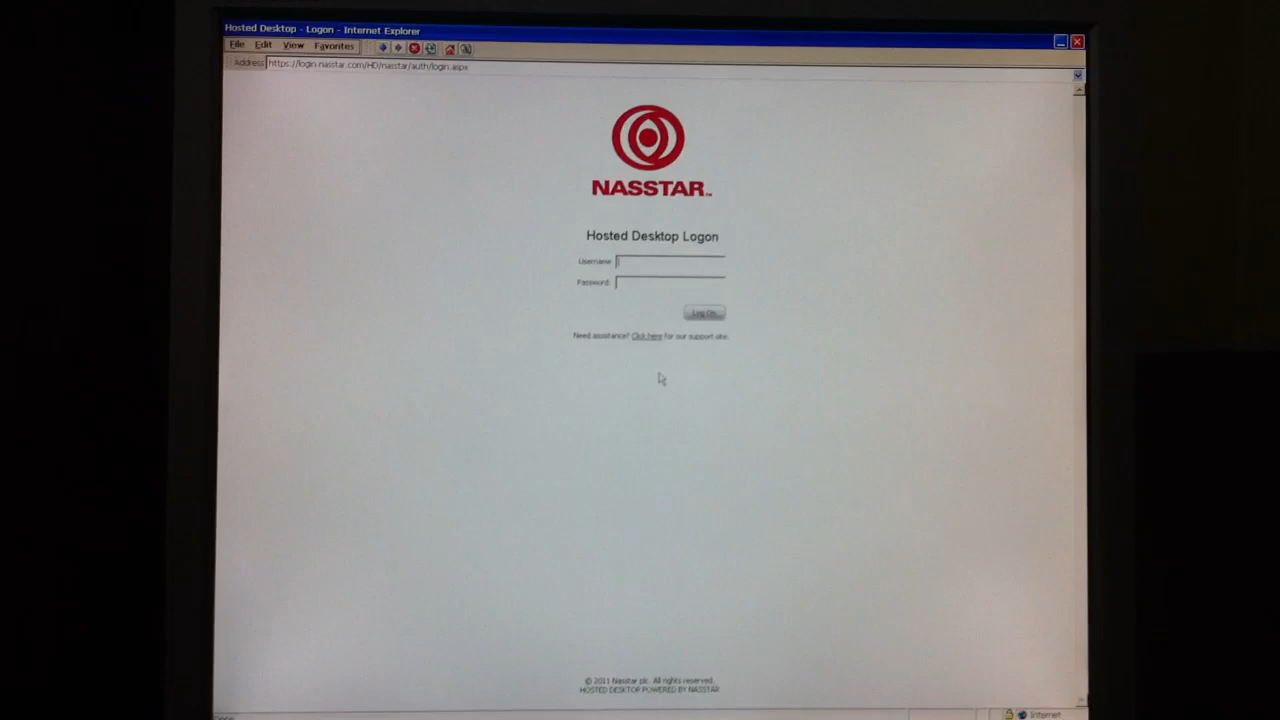 Hosted Desktop - Logon - Internet Explorer
File Edit View Favorites
Address https://login.nasstar.com/HD/nasstar/auth/login.aspx
NASSTAR™
Hosted Desktop Logon
Username
Password:
Log On
Need assistance? Click here for our support site.
© 2011 Nasstar plc. All rights reserved.
HOSTED DESKTOP POWERED BY NASSTAR
Done
Internet